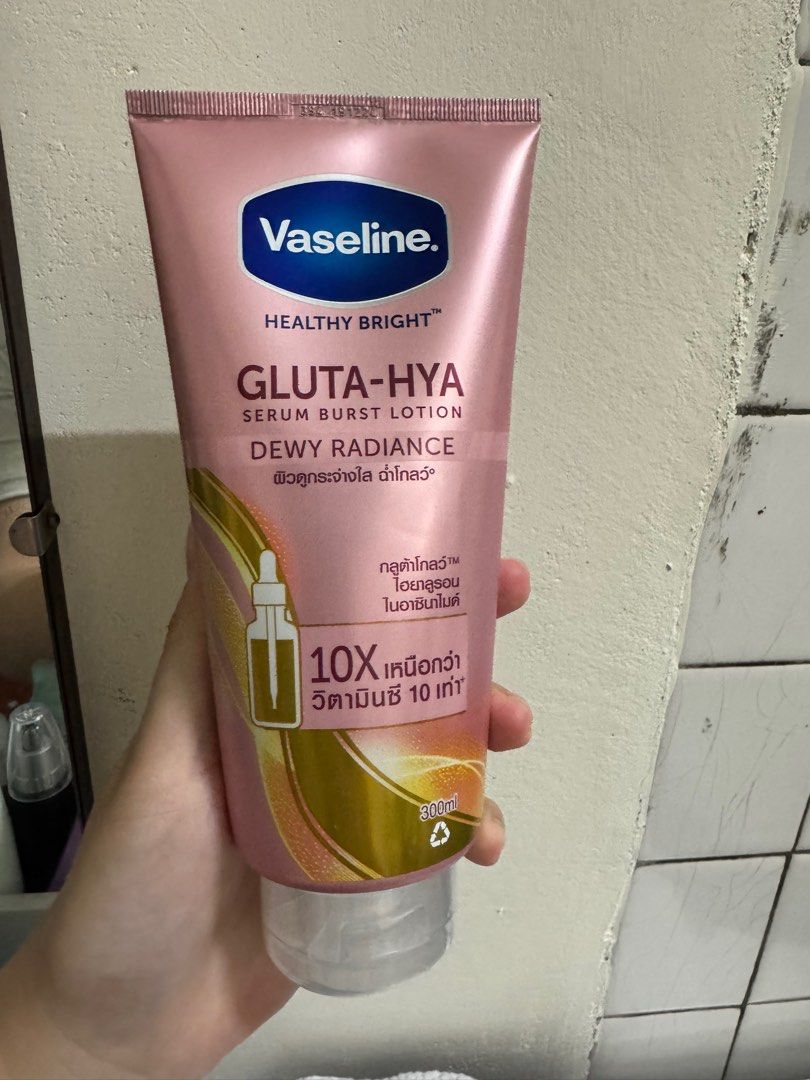 Vaseline®
HEALTHY BRIGHT™
GLUTA-HYA
SERUM BURST LOTION
DEWY RADIANCE
ผิวดูกระจ่างใส ฉ่ำโกลว์°
กลูต้าโกลว์™
ไฮยาลูรอน
ไนอาซินาไมด์
10X เหนือกว่า
วิตามินซี 10 เท่า⁺
300ml